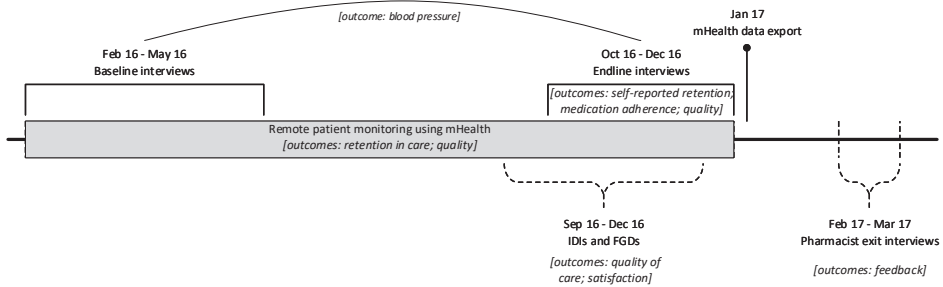 [outcome: blood pressure]
Jan 17
mHealth data export
Feb 16 - May 16
Baseline interviews
Oct 16 - Dec 16
Endline interviews
[outcomes: self-reported retention;
medication adherence; quality]
Remote patient monitoring using mHealth
[outcomes: retention in care; quality]
Sep 16 - Dec 16
IDIs and FGDs
[outcomes: quality of
care; satisfaction]
Feb 17 - Mar 17
Pharmacist exit interviews
[outcomes: feedback]